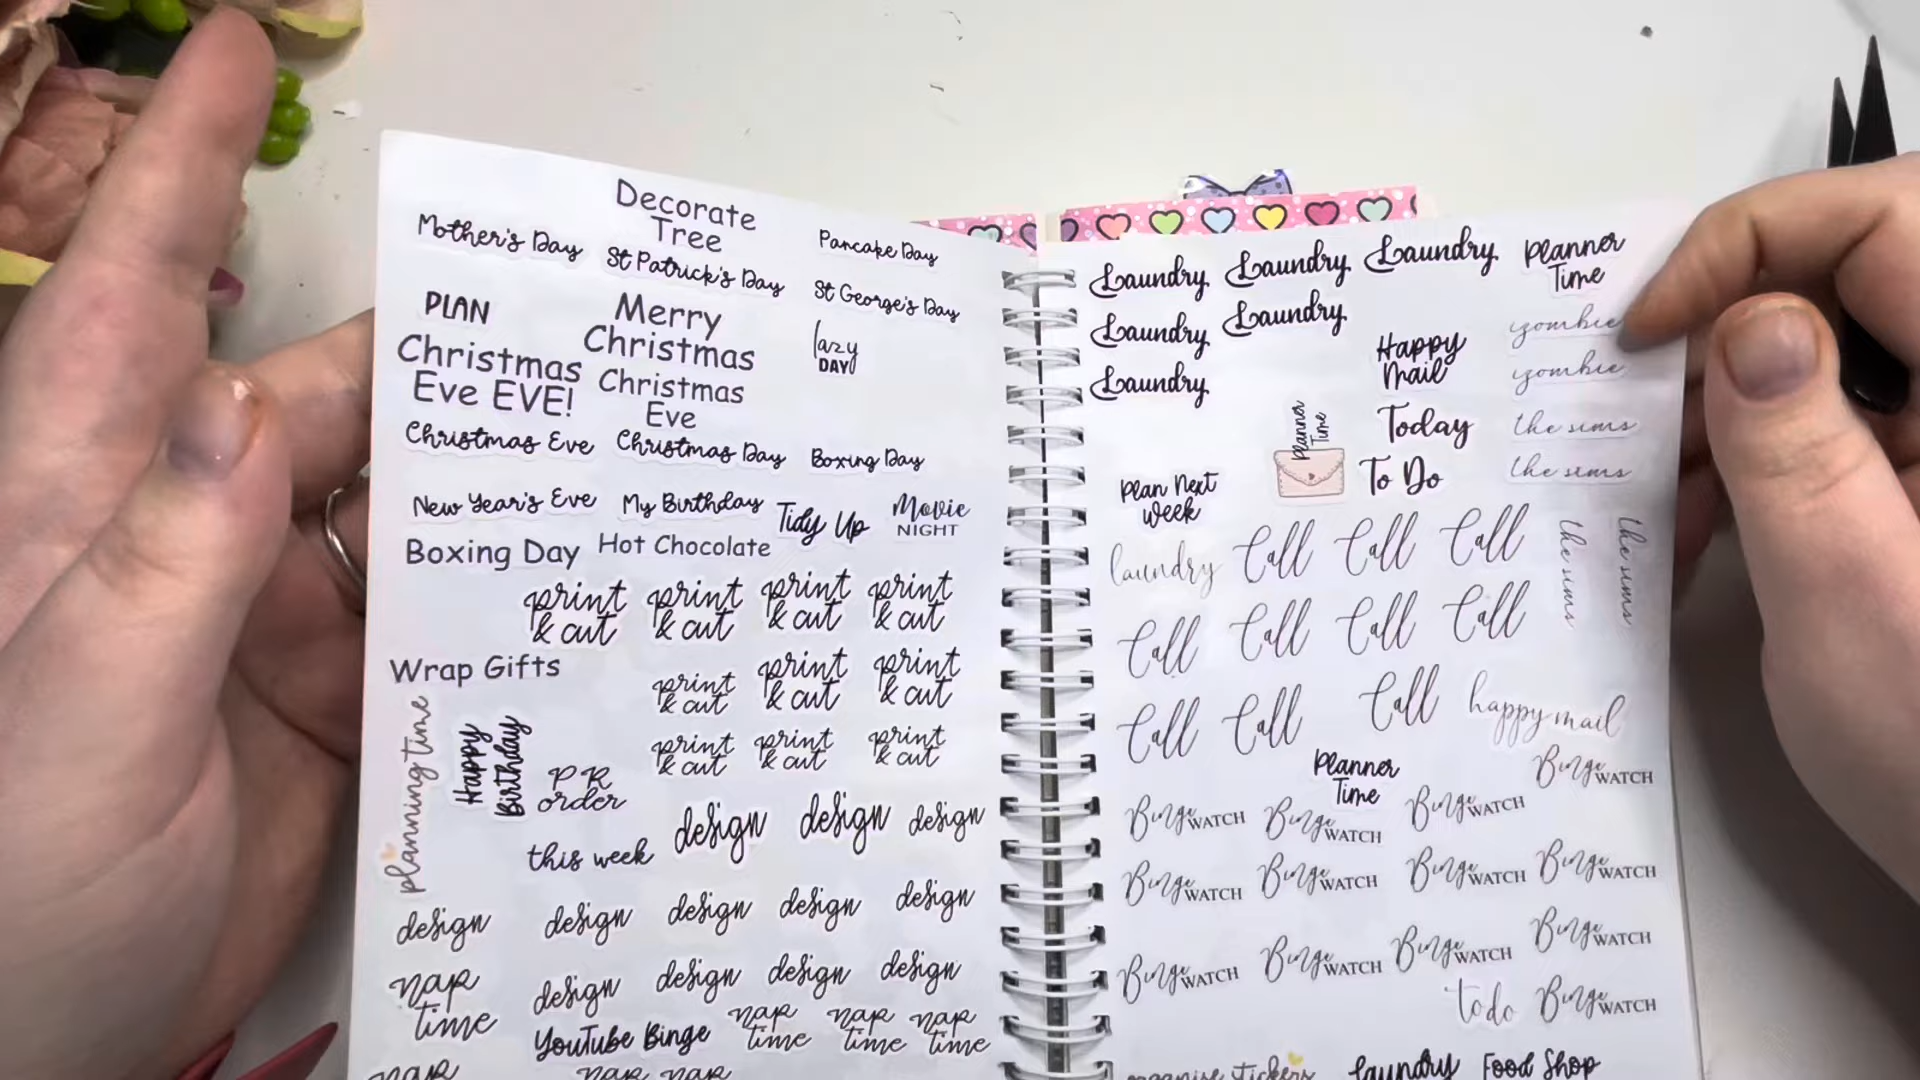 Decorate
Tree
Mother's Day
St Patrick's Day
Pancake Day
St George's Day
PLAN
Merry
Christmas
lazy
DAY
Christmas
Eve EVE!
Christmas
Eve
Christmas Eve
Christmas Day
Boxing Day
New Year's Eve
My Birthday
Tidy Up
Movie
NIGHT
Boxing Day
Hot Chocolate
print
& cut
print
& cut
print
& cut
print
& cut
Wrap Gifts
print
& cut
print
& cut
print
& cut
planning time
Happy
Birthday
print
& cut
print
& cut
print
& cut
PR
order
design
design
design
this week
design
design
design
design
design
nap
time
design
design
design
design
YouTube Binge
nap
time
nap
time
nap
time
nap
nap
nap
Laundry
Laundry
Laundry
Planner
Time
Laundry
Laundry
zombie
Happy
Mail
zombie
Laundry
Planner
Time
Today
the sims
To Do
the sims
Plan Next
Week
laundry
Call
Call
Call
the sims
the sims
Call
Call
Call
Call
Call
Call
Call
happy mail
Planner
Time
Binge WATCH
Binge WATCH
Binge WATCH
Binge WATCH
Binge WATCH
Binge WATCH
Binge WATCH
Binge WATCH
Binge WATCH
Binge WATCH
Binge WATCH
Binge WATCH
to do
Binge WATCH
organise stickers
Laundry
Food Shop